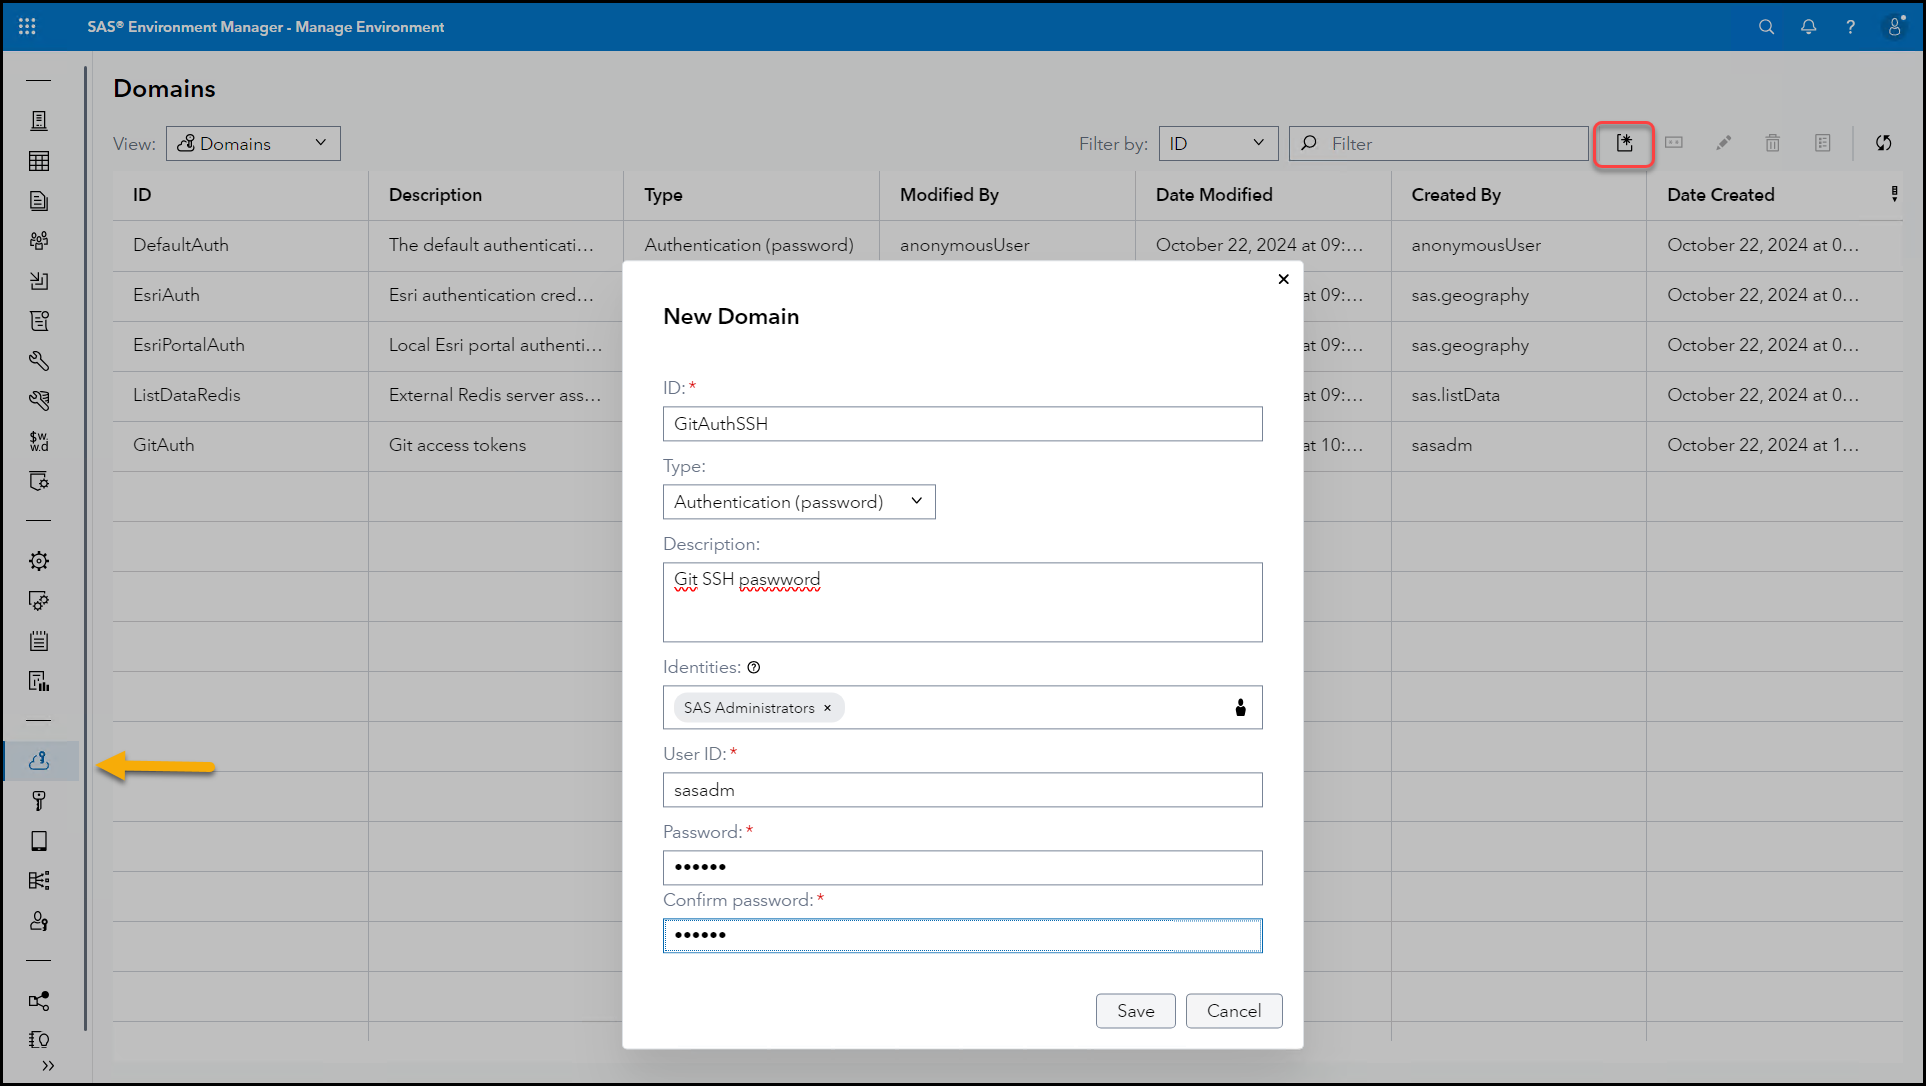 SAS® Environment Manager - Manage Environment
Domains
View: Domains
Filter by: ID Filter
ID Description Type Modified By Date Modified Created By Date Created
DefaultAuth The default authenticati... Authentication (password) anonymousUser October 22, 2024 at 09:... anonymousUser October 22, 2024 at 0...
EsriAuth Esri authentication cred... at 09:... sas.geography October 22, 2024 at 0...
EsriPortalAuth Local Esri portal authenti... at 09:... sas.geography October 22, 2024 at 0...
ListDataRedis External Redis server ass... at 09:... sas.listData October 22, 2024 at 0...
GitAuth Git access tokens at 10:... sasadm October 22, 2024 at 1...
New Domain
ID: *
GitAuthSSH
Type:
Authentication (password)
Description:
Git SSH paswword
Identities:
SAS Administrators ×
User ID: *
sasadm
Password: *
••••••
Confirm password: *
••••••
Save Cancel
$w.
w.d